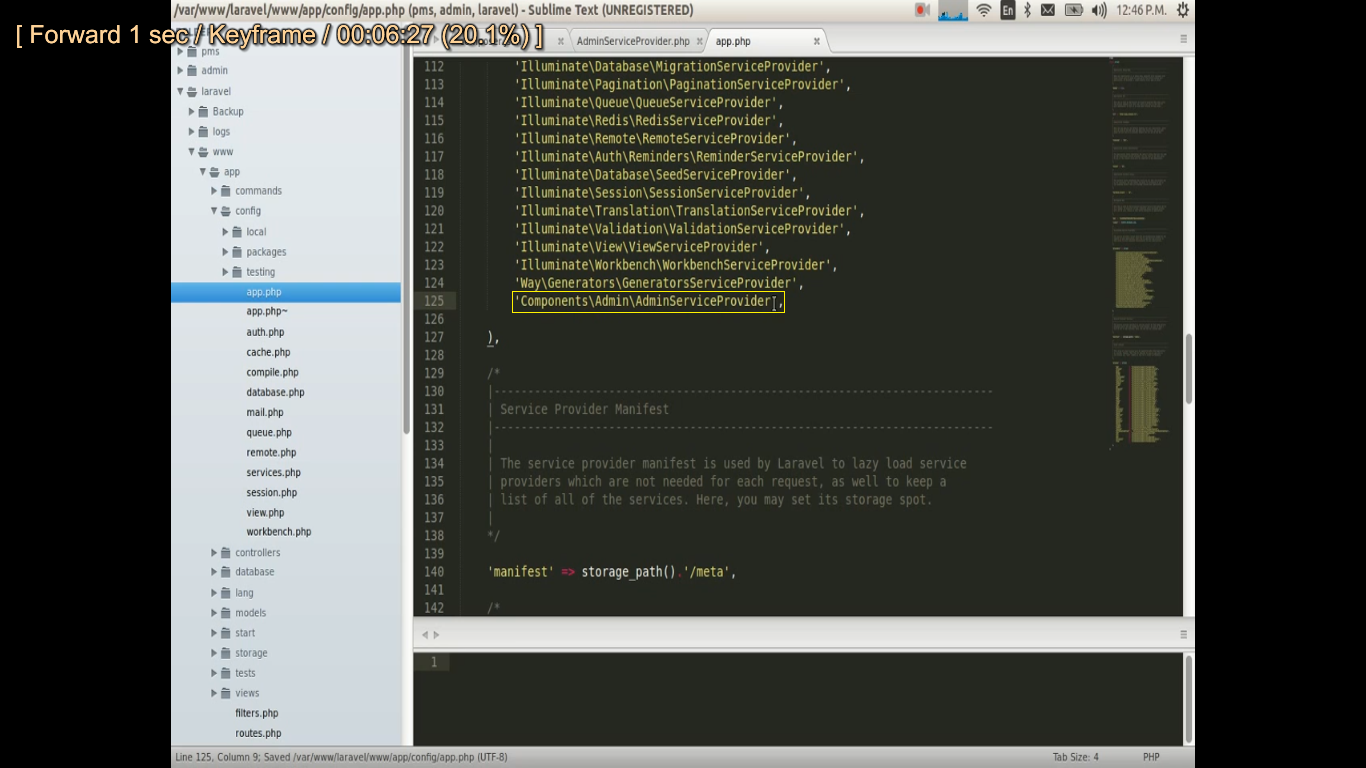 /var/www/laravel/www/app/config/app.php (pms, admin, laravel) - Sublime Text (UNREGISTERED)
En
12:46 P.M.
[ Forward 1 sec / Keyframe / 00:06:27 (20.1%) ]
AdminServiceProvider.php
app.php
pms
admin
laravel
Backup
logs
www
app
commands
config
local
packages
testing
app.php
app.php~
auth.php
cache.php
compile.php
database.php
mail.php
queue.php
remote.php
services.php
session.php
view.php
workbench.php
controllers
database
lang
models
start
storage
tests
views
filters.php
routes.php
112 'Illuminate\Database\MigrationServiceProvider',
113 'Illuminate\Pagination\PaginationServiceProvider',
114 'Illuminate\Queue\QueueServiceProvider',
115 'Illuminate\Redis\RedisServiceProvider',
116 'Illuminate\Remote\RemoteServiceProvider',
117 'Illuminate\Auth\Reminders\ReminderServiceProvider',
118 'Illuminate\Database\SeedServiceProvider',
119 'Illuminate\Session\SessionServiceProvider',
120 'Illuminate\Translation\TranslationServiceProvider',
121 'Illuminate\Validation\ValidationServiceProvider',
122 'Illuminate\View\ViewServiceProvider',
123 'Illuminate\Workbench\WorkbenchServiceProvider',
124 'Way\Generators\GeneratorsServiceProvider',
125 'Components\Admin\AdminServiceProvider',
126
127 ),
128
129 /*
130 |--------------------------------------------------------------------------
131 | Service Provider Manifest
132 |--------------------------------------------------------------------------
133 |
134 | The service provider manifest is used by Laravel to lazy load service
135 | providers which are not needed for each request, as well to keep a
136 | list of all of the services. Here, you may set its storage spot.
137 |
138 */
139
140 'manifest' => storage_path().'/meta',
141
142 /*
1
Line 125, Column 9; Saved /var/www/laravel/www/app/config/app.php (UTF-8)
Tab Size: 4
PHP